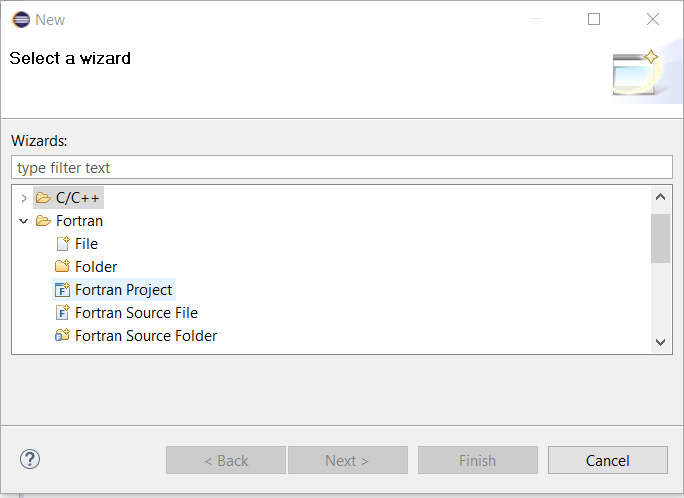 New
Select a wizard
Wizards:
type filter text
C/C++
Fortran
File
Folder
Fortran Project
Fortran Source File
Fortran Source Folder
? < Back Next > Finish Cancel